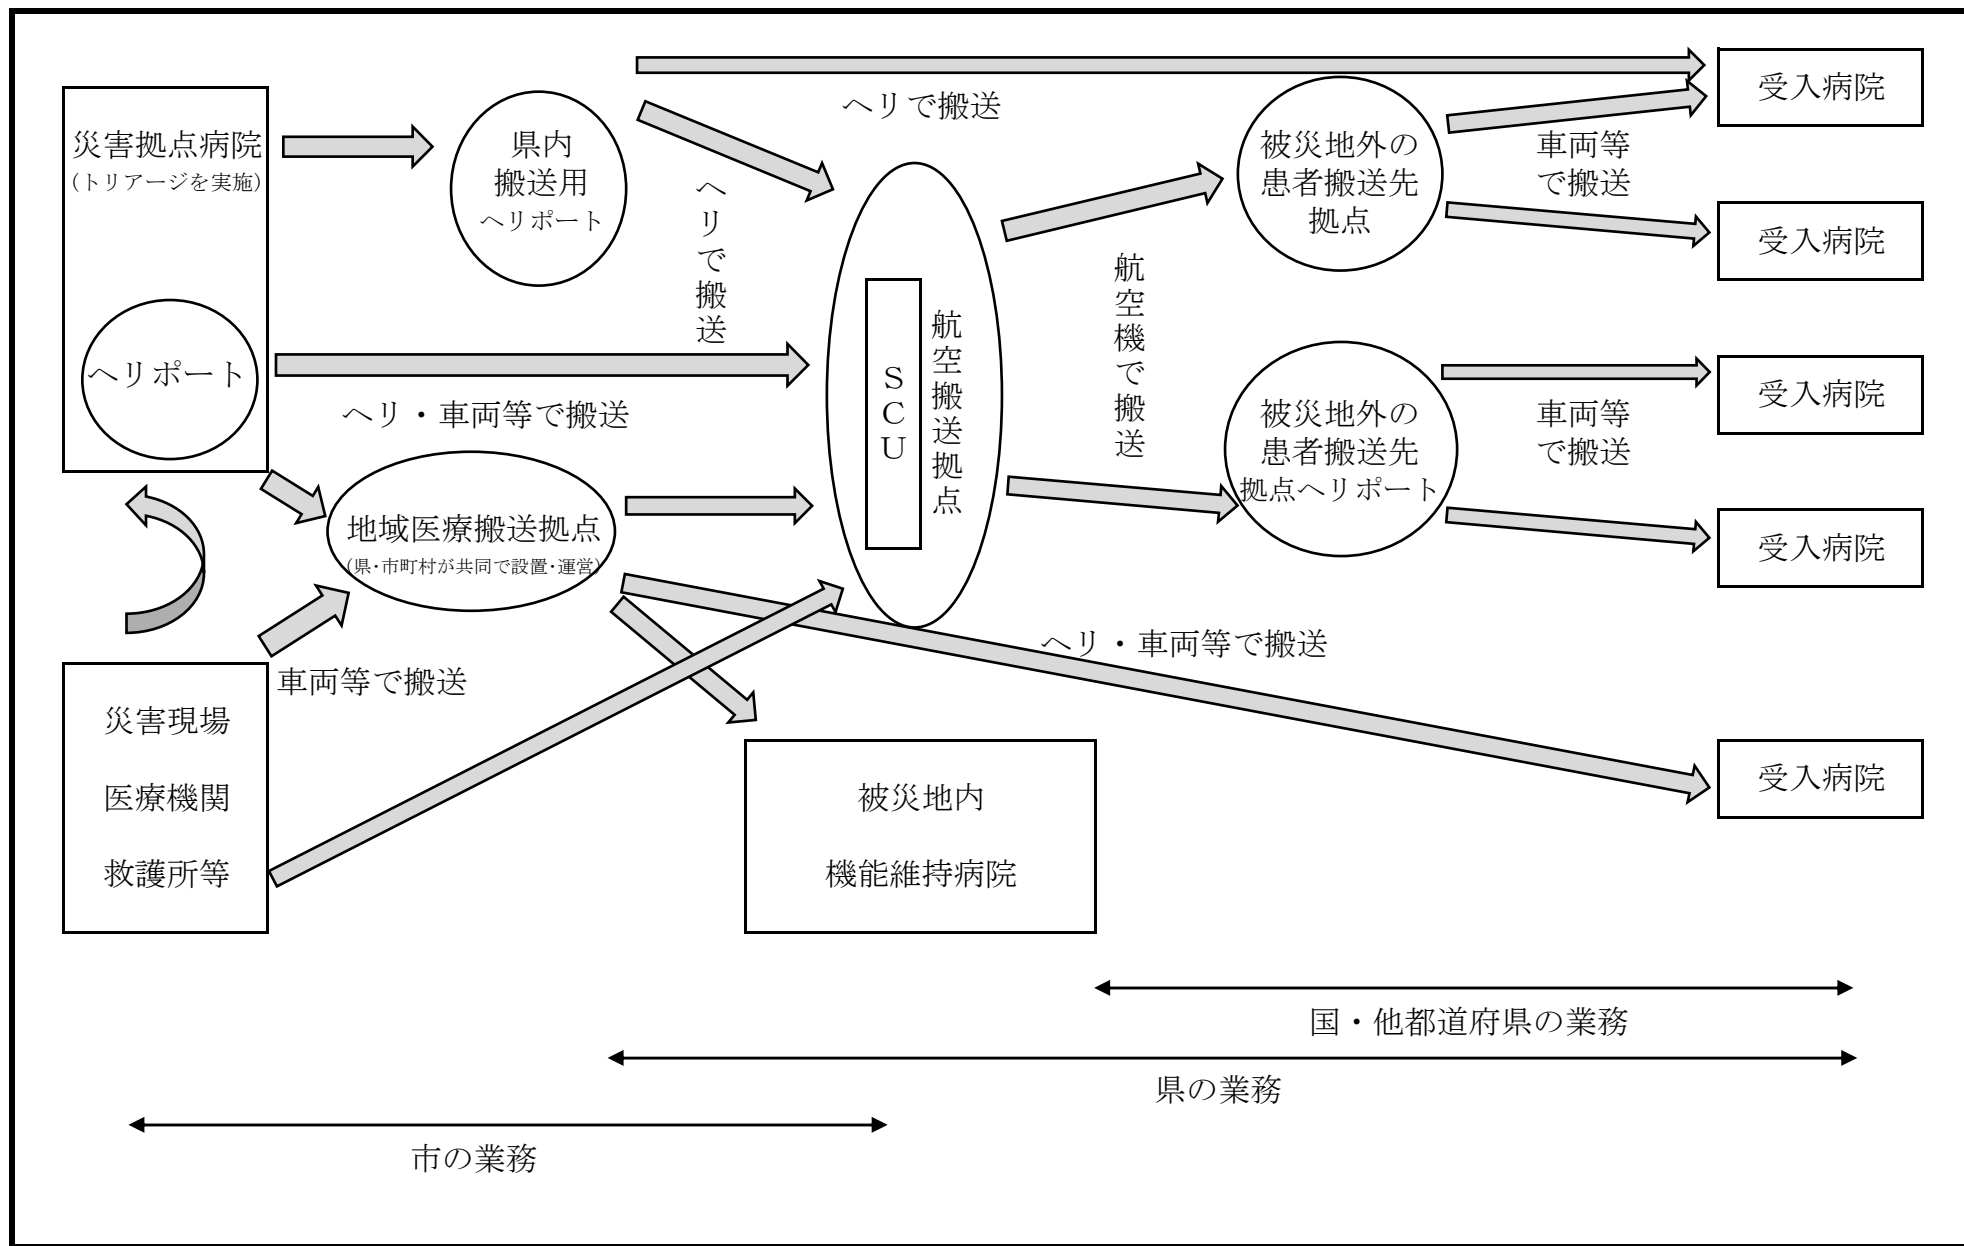 災害拠点病院
（トリアージを実施）
ヘリポート
県内
搬送用
ヘリポート
ヘリで搬送
ヘリで搬送
ヘリ・車両等で搬送
地域医療搬送拠点
（県・市町村が共同で設置・運営）
車両等で搬送
災害現場
医療機関
救護所等
SCU
航空搬送拠点
航空機で搬送
被災地外の
患者搬送先
拠点
車両等
で搬送
受入病院
受入病院
被災地外の
患者搬送先
拠点ヘリポート
車両等
で搬送
受入病院
受入病院
ヘリ・車両等で搬送
受入病院
被災地内
機能維持病院
国・他都道府県の業務
県の業務
市の業務